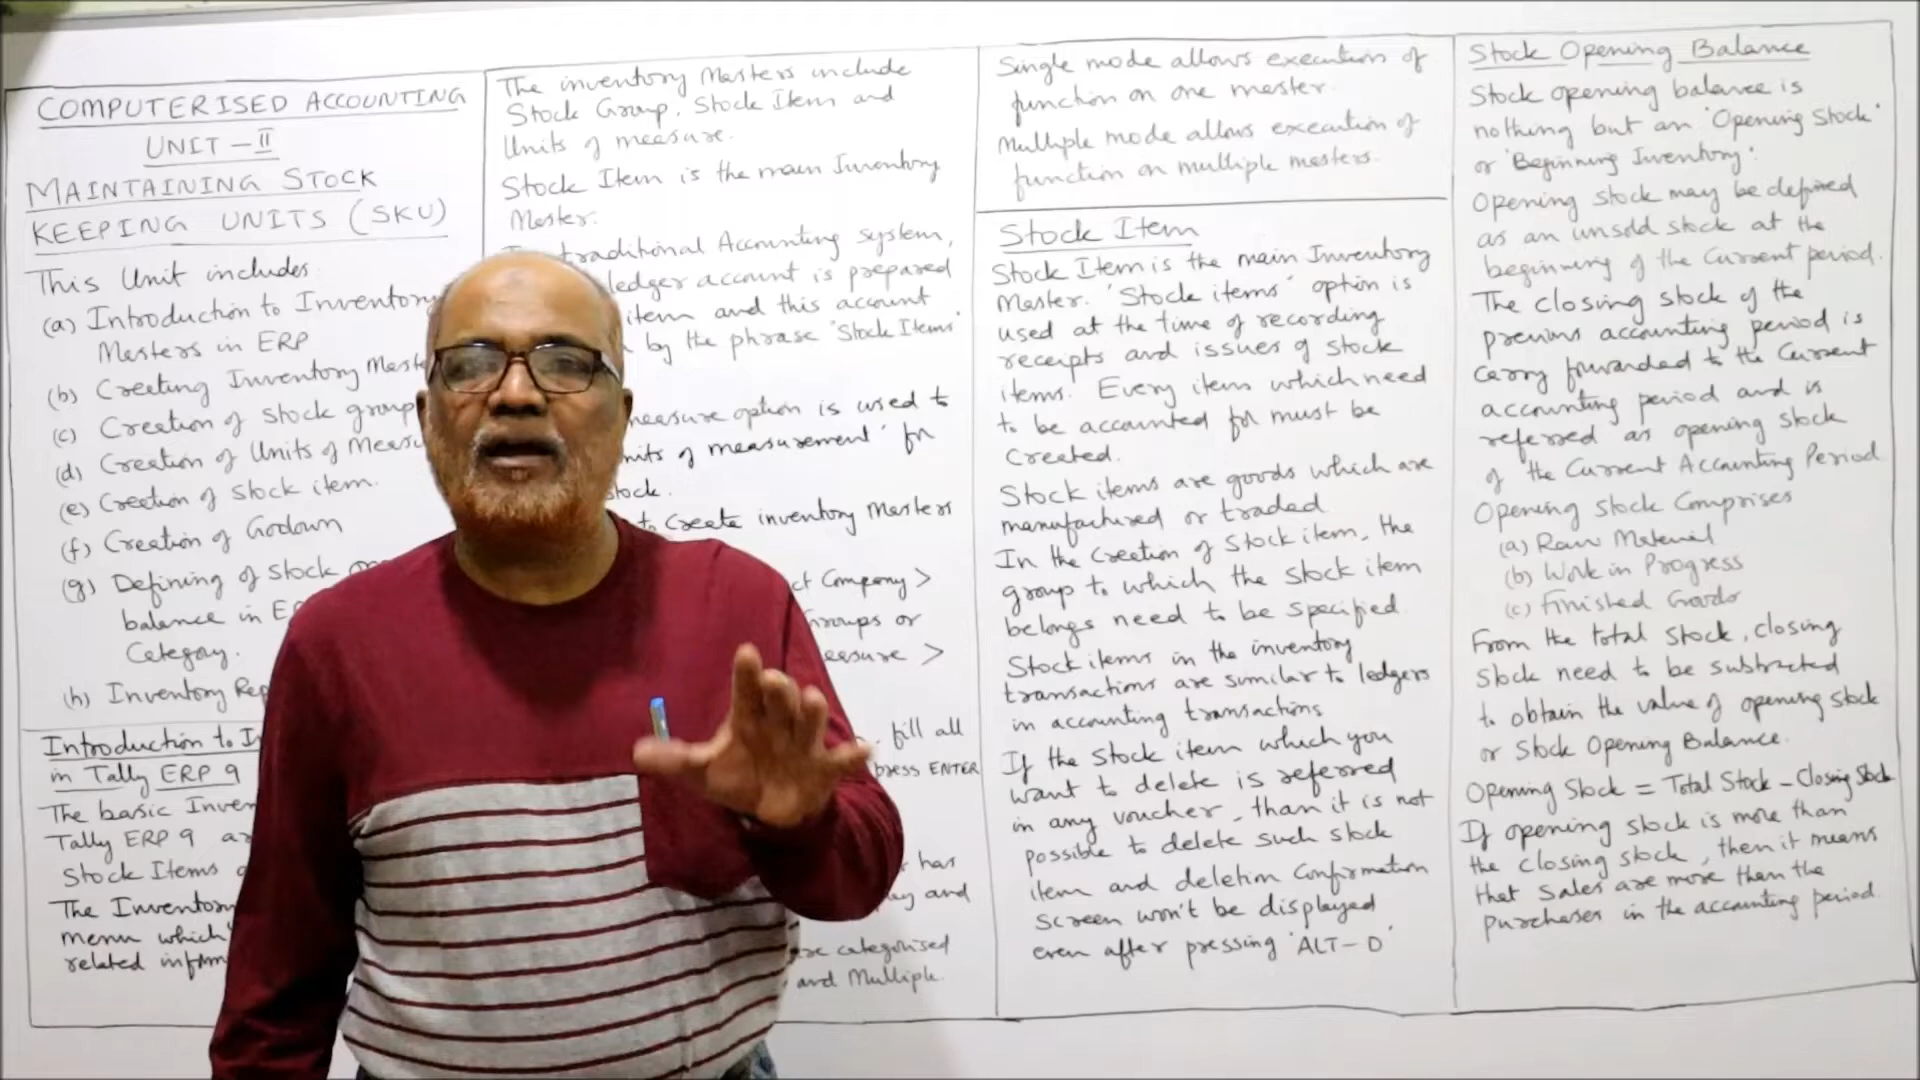 COMPUTERISED ACCOUNTING
UNIT - II
MAINTAINING STOCK
KEEPING UNITS (SKU)
This Unit includes
(a) Introduction to Inventory
Masters in ERP
(b) Creating Inventory
(c) Creation of stock group
(d) Creation of Units of
(e) Creation of Stock item.
(f) Creation of Godown
(g) Defining of Stock
balance in
Category.
(h) Inventory
Introduction to
in Tally ERP 9
The basic
Tally ERP 9
Stock Items
The Inventory
menu which
related
The inventory Masters include
Stock Group, Stock Item and
Units of measure.
Stock Item is the main Inventory
Master.
traditional Accounting system,
ledger account is prepared
item and this account
by the phrase 'Stock Items'
measure option is used to
of measurement' for
stock.
to Create inventory Masters
Company >
or
>
fill all
press ENTER
has
and
are categorised
and Multiple.
Single mode allows execution of
function on one master.
Multiple mode allows execution of
function on multiple masters.
Stock Item
Stock Item is the main Inventory
Master. 'Stock items' option is
used at the time of recording
receipts and issues of stock
items. Every item which need
to be accounted for must be
Created.
Stock items are goods which are
manufactured or traded
In the creation of stock item, the
group to which the stock item
belongs need to be specified
Stock items in the inventory
transactions are similar to ledgers
in accounting transactions
If the stock item which you
want to delete is referred
in any voucher, than it is not
possible to delete such stock
item and deletion Confirmation
Screen won't be displayed
even after pressing 'ALT-D'
Stock Opening Balance
Stock opening balance is
nothing but an 'Opening Stock'
or 'Beginning Inventory'.
Opening stock may be defined
as an unsold stock at the
beginning of the Current period.
The closing stock of the
previous accounting period is
carry forwarded to the Current
accounting period and is
referred as opening stock
of the Current Accounting Period
Opening Stock Comprises
(a) Raw Material
(b) Work in Progress
(c) Finished Goods
From the total stock, closing
stock need to be subtracted
to obtain the value of opening stock
or Stock Opening Balance.
Opening Stock = Total Stock - Closing Stock
If opening stock is more than
the closing stock, then it means
that sales are more than the
purchases in the accounting period